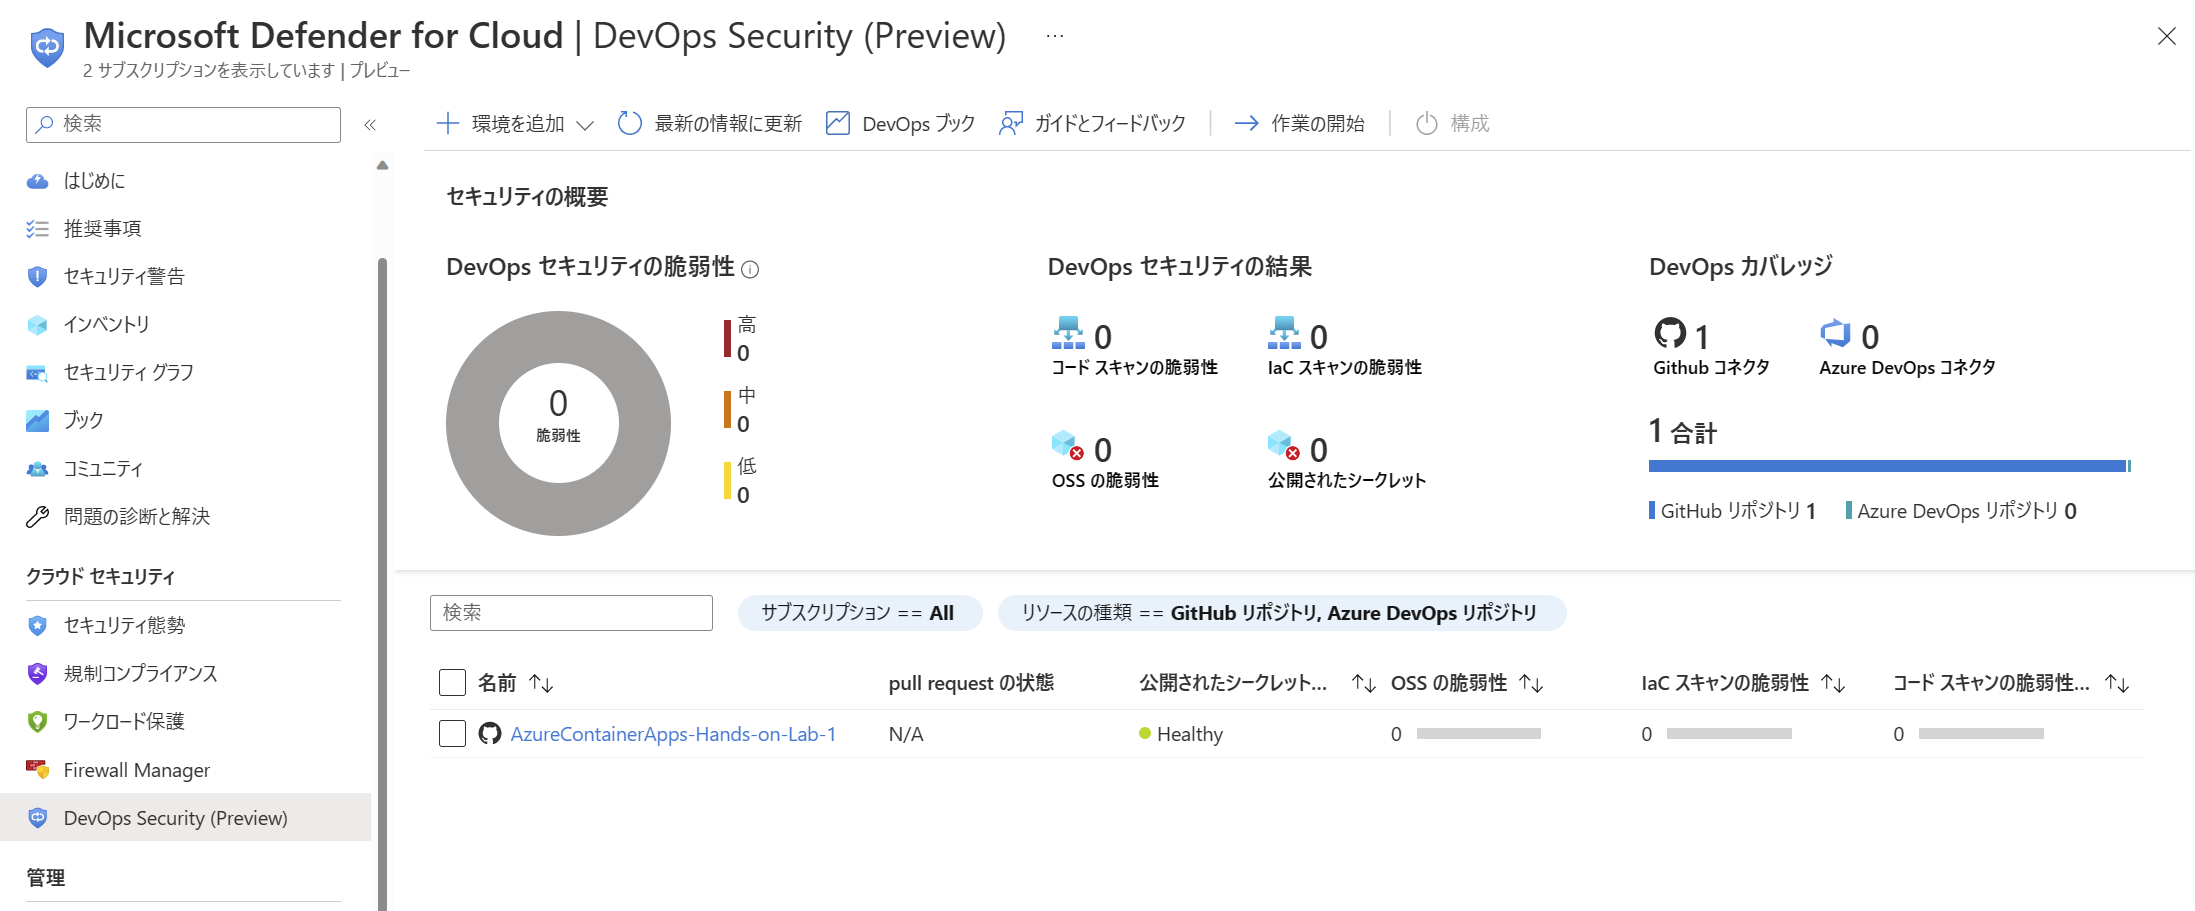 Microsoft Defender for Cloud | DevOps Security (Preview) ...
2 サブスクリプションを表示しています | プレビュー
検索
«
はじめに
推奨事項
セキュリティ警告
インベントリ
セキュリティ グラフ
ブック
コミュニティ
問題の診断と解決
クラウド セキュリティ
セキュリティ態勢
規制コンプライアンス
ワークロード保護
Firewall Manager
DevOps Security (Preview)
管理
環境を追加 最新の情報に更新 DevOps ブック ガイドとフィードバック 作業の開始 構成
セキュリティの概要
DevOps セキュリティの脆弱性
0
脆弱性
高
0
中
0
低
0
DevOps セキュリティの結果
0
コード スキャンの脆弱性
0
IaC スキャンの脆弱性
0
OSS の脆弱性
0
公開されたシークレット
DevOps カバレッジ
1
Github コネクタ
0
Azure DevOps コネクタ
1 合計
GitHub リポジトリ 1 Azure DevOps リポジトリ 0
検索 サブスクリプション == All リソースの種類 == GitHub リポジトリ, Azure DevOps リポジトリ
名前 ↑↓ pull request の状態 公開されたシークレット... ↑↓ OSS の脆弱性 ↑↓ IaC スキャンの脆弱性 ↑↓ コード スキャンの脆弱性... ↑↓
AzureContainerApps-Hands-on-Lab-1 N/A Healthy 0 0 0